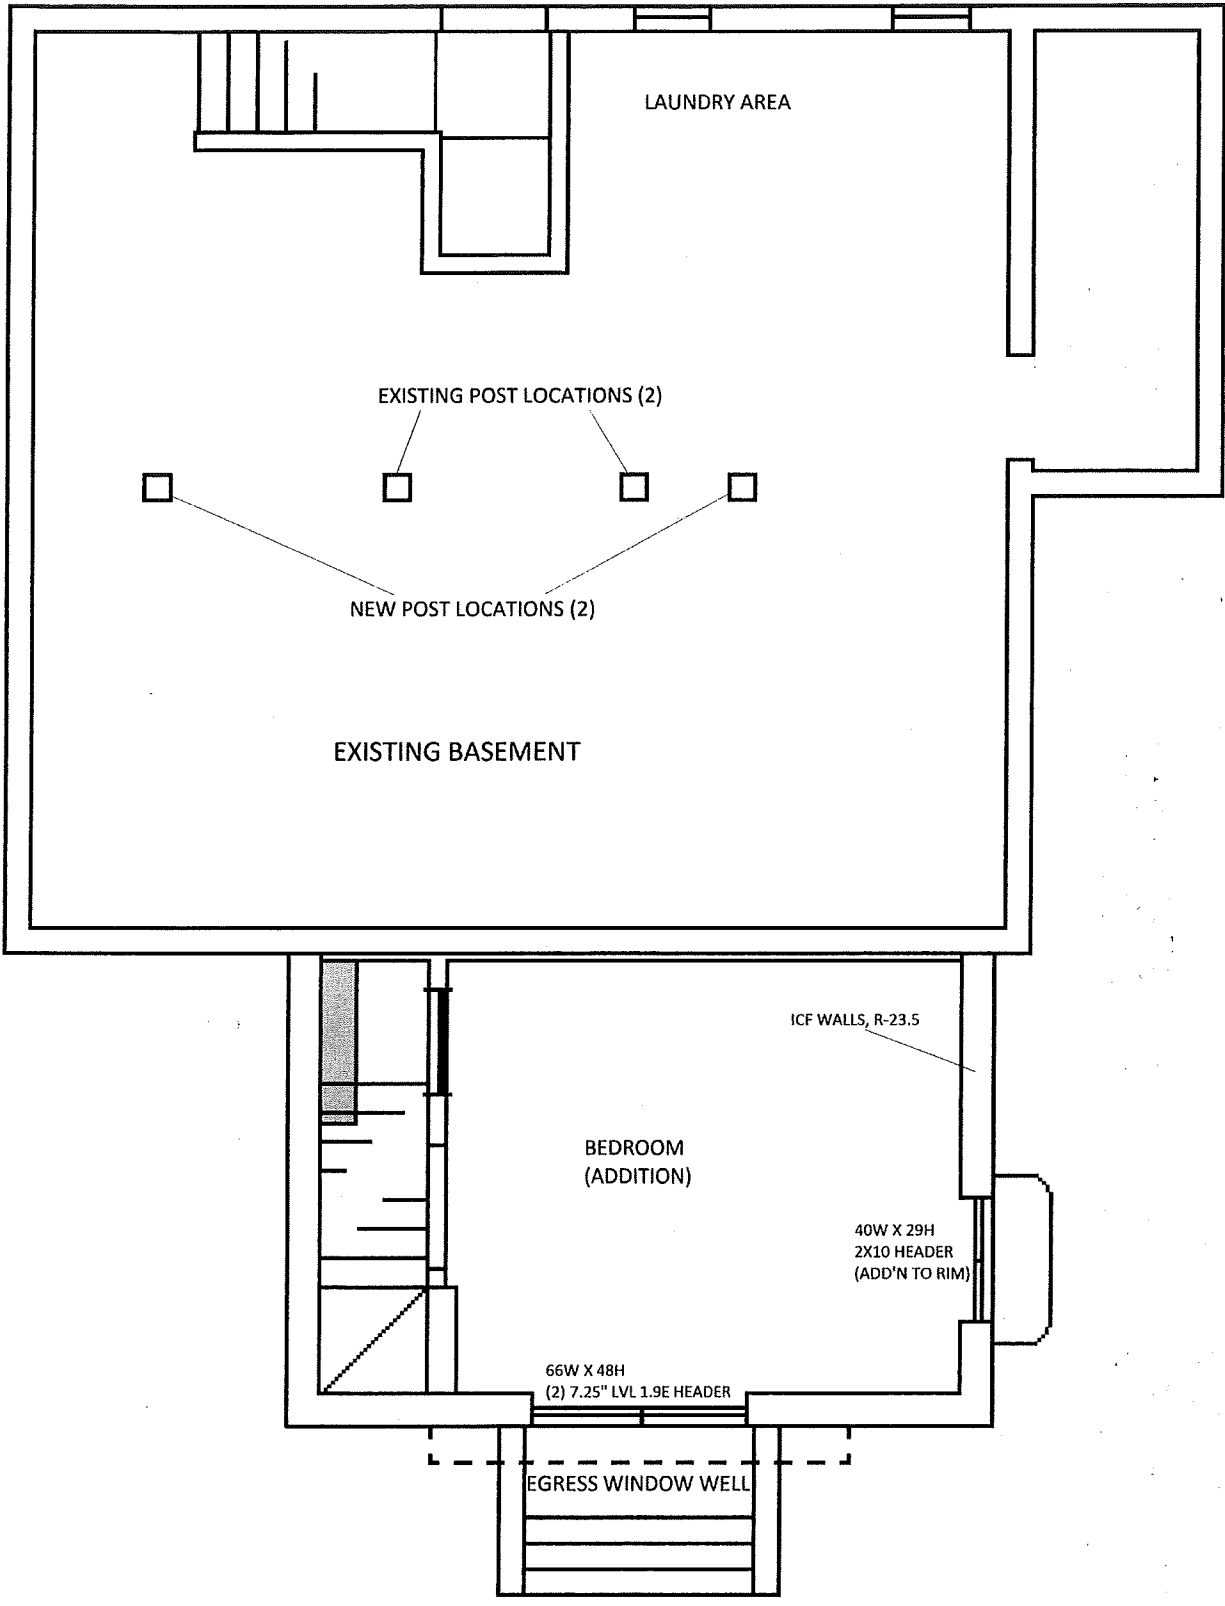 LAUNDRY AREA
EXISTING POST LOCATIONS (2)
NEW POST LOCATIONS (2)
EXISTING BASEMENT
ICF WALLS, R-23.5
BEDROOM
(ADDITION)
40W X 29H
2X10 HEADER
(ADD'N TO RIM)
66W X 48H
(2) 7.25" LVL 1.9E HEADER
EGRESS WINDOW WELL